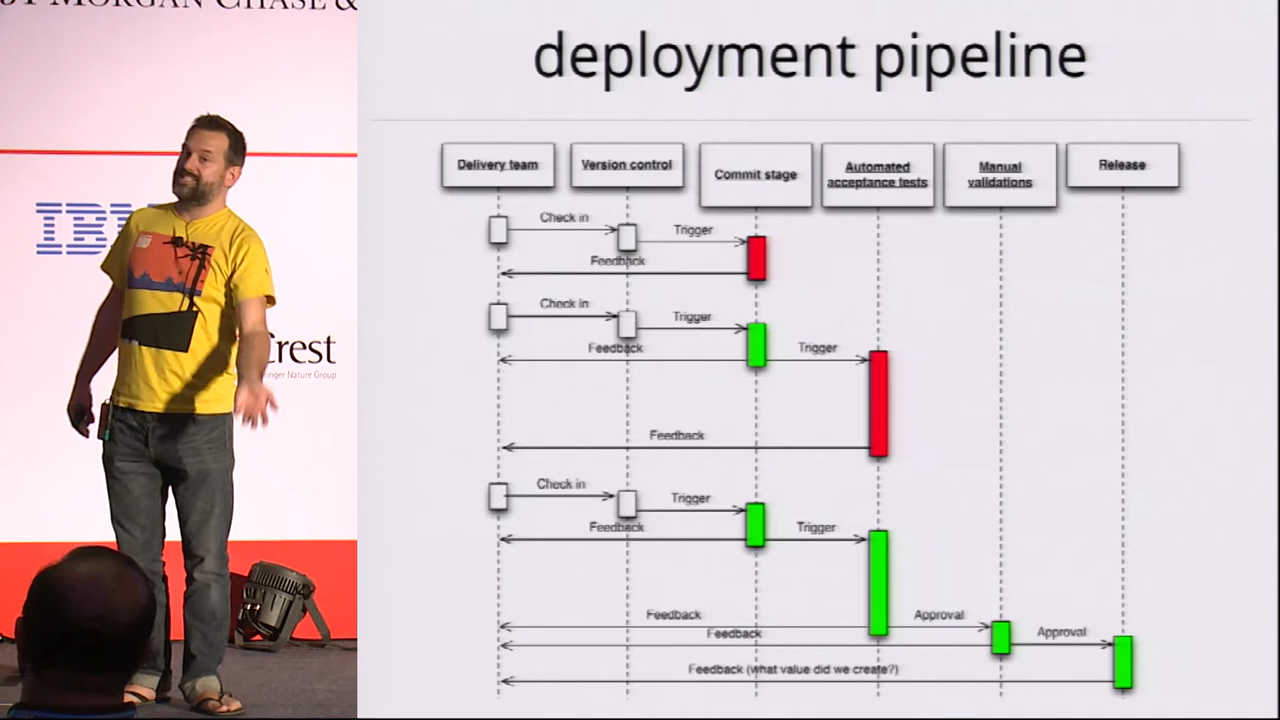 MORGAN CHASE &
IBM
Crest
Nature Group
deployment pipeline
Delivery team
Version control
Commit stage
Automated
acceptance tests
Manual
validations
Release
Check in
Trigger
Feedback
Check in
Trigger
Feedback
Trigger
Feedback
Check in
Trigger
Feedback
Trigger
Feedback
Approval
Feedback
Approval
Feedback (what value did we create?)